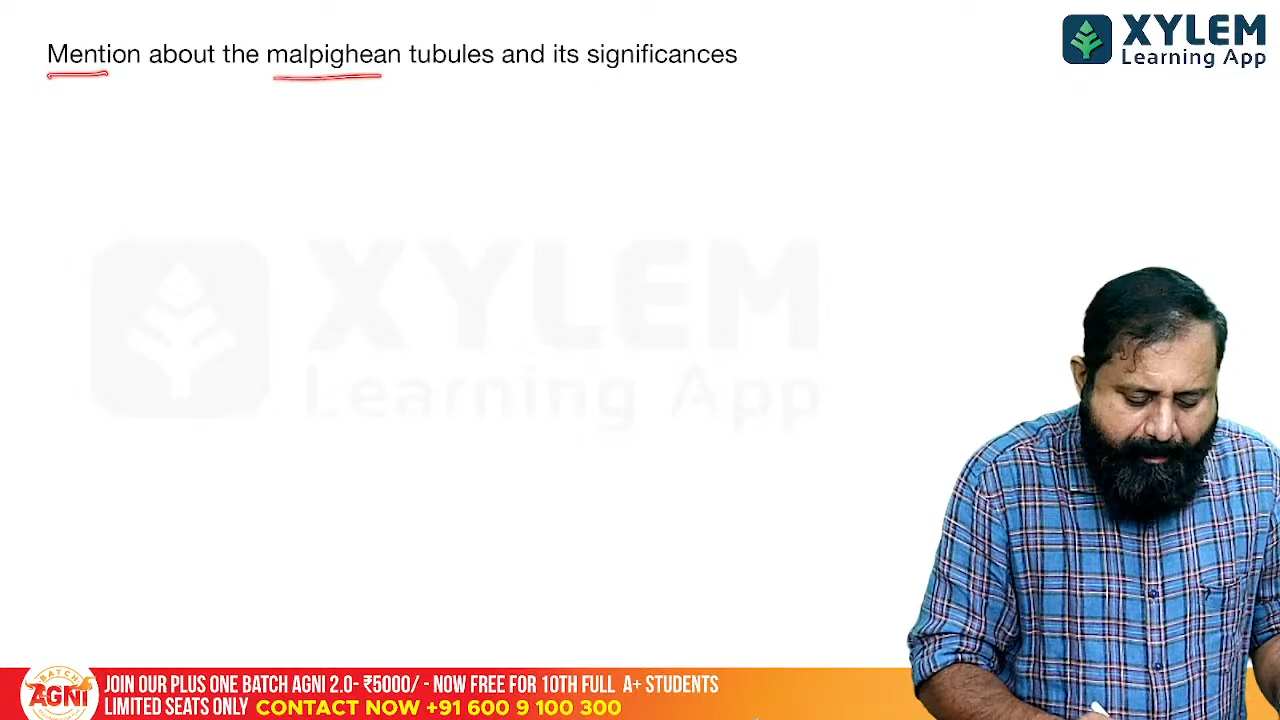 Mention about the malpighean tubules and its significances
XYLEM
Learning App
XYLEM
Learning App
BATCH
AGNI
JOIN OUR PLUS ONE BATCH AGNI 2.0- ₹5000/ - NOW FREE FOR 10TH FULL A+ STUDENTS
LIMITED SEATS ONLY CONTACT NOW +91 600 9 100 300